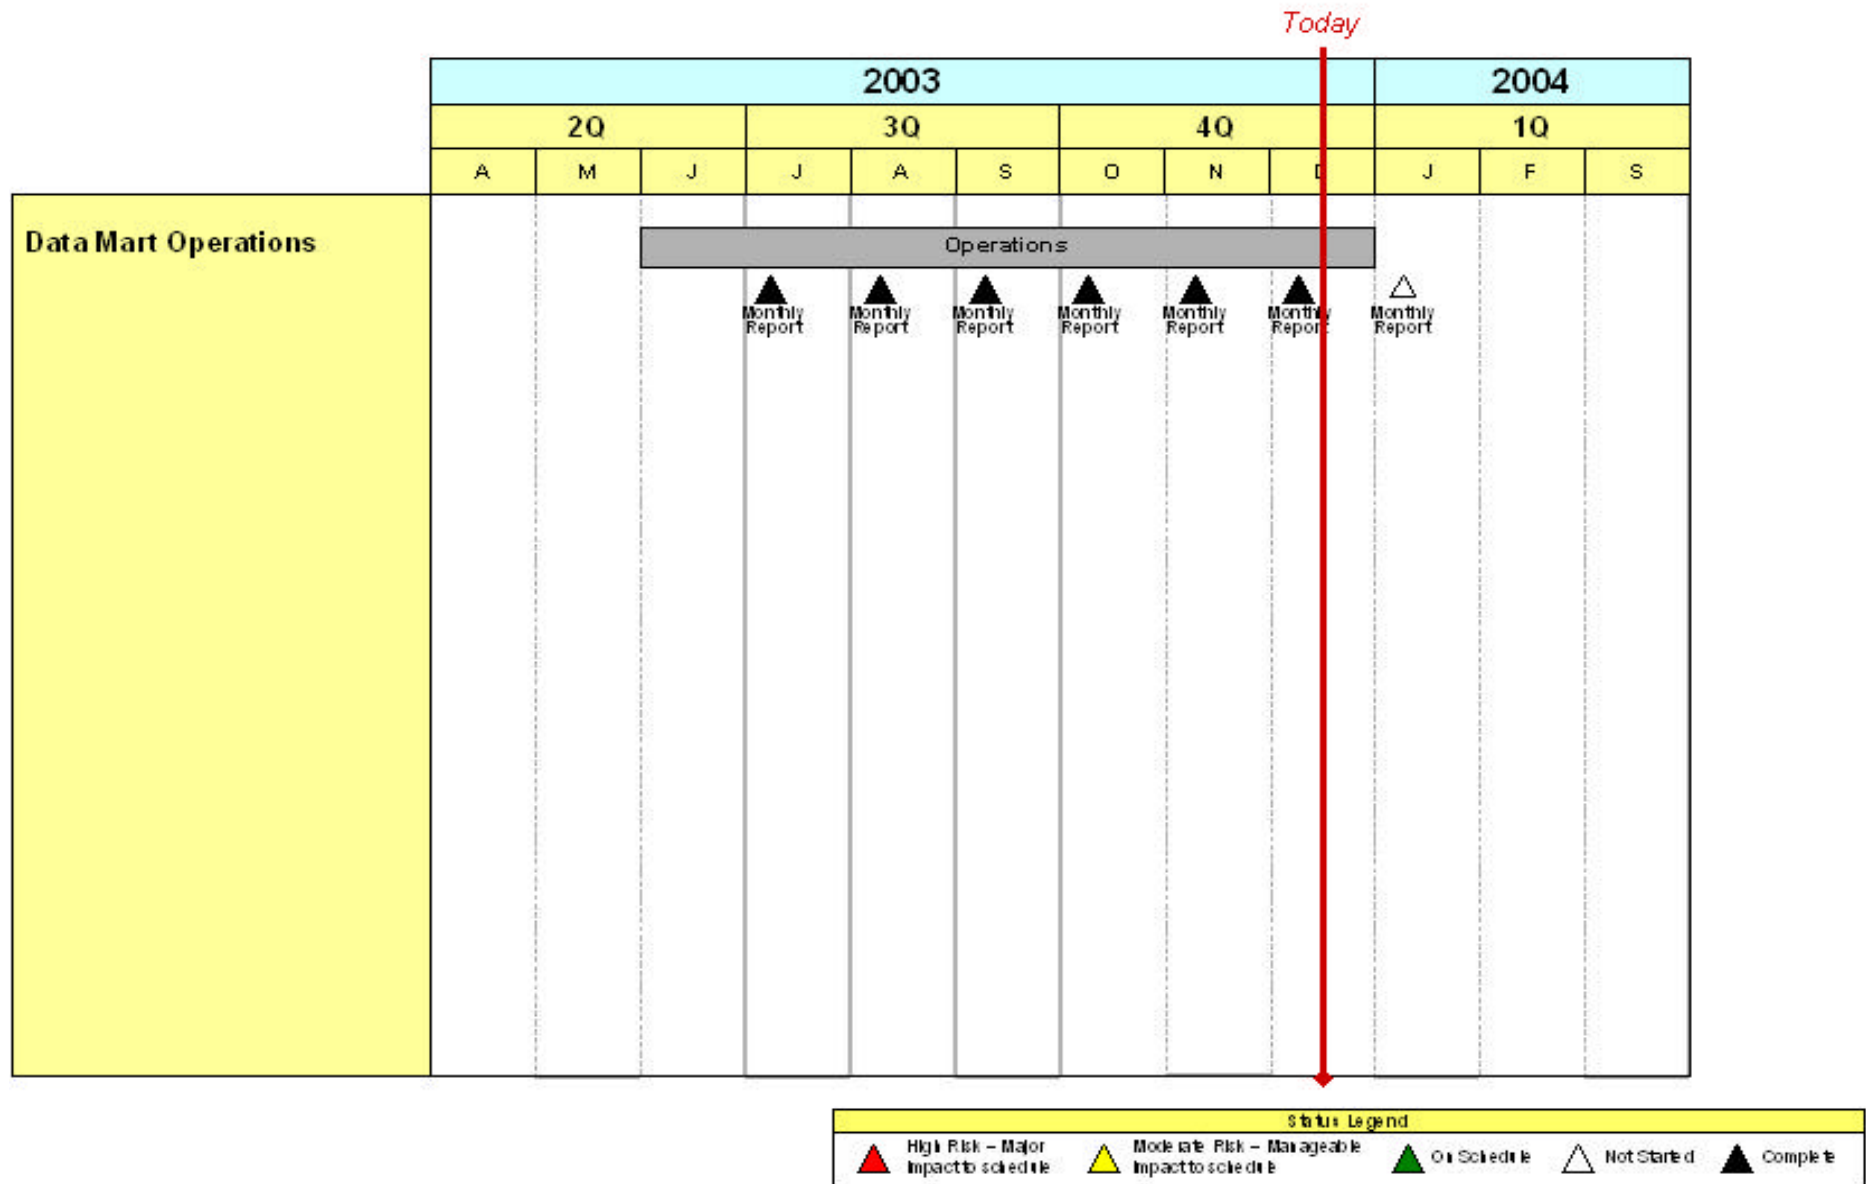 Today
2003 2004
2Q 3Q 4Q 1Q
A M J J A S O N D J F S
Data Mart Operations
Operations
Monthly Monthly Monthly Monthly Monthly Monthly Monthly
Report Report Report Report Report Report Report
Status Legend
High Risk – Major
Impact to schedule
Moderate Risk – Manageable
Impact to schedule
On Schedule
Not Started
Complete